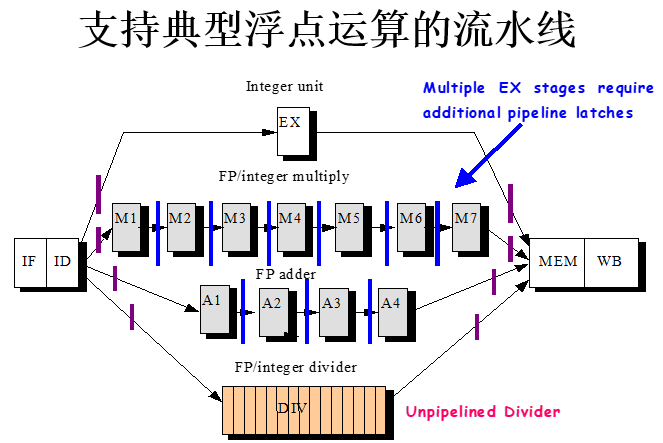 支持典型浮点运算的流水线
Integer unit
Multiple EX stages require
additional pipeline latches
EX
FP/integer multiply
M1 M2 M3 M4 M5 M6 M7
IF ID
MEM WB
FP adder
A1 A2 A3 A4
FP/integer divider
DIV
Unpipelined Divider